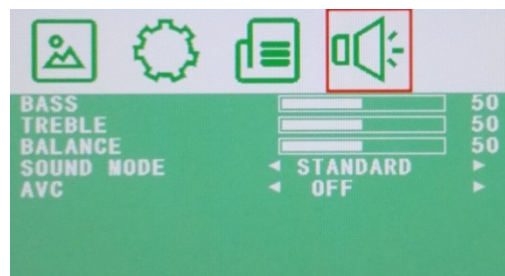 BASS 50
TREBLE 50
BALANCE 50
SOUND MODE STANDARD
AVC OFF